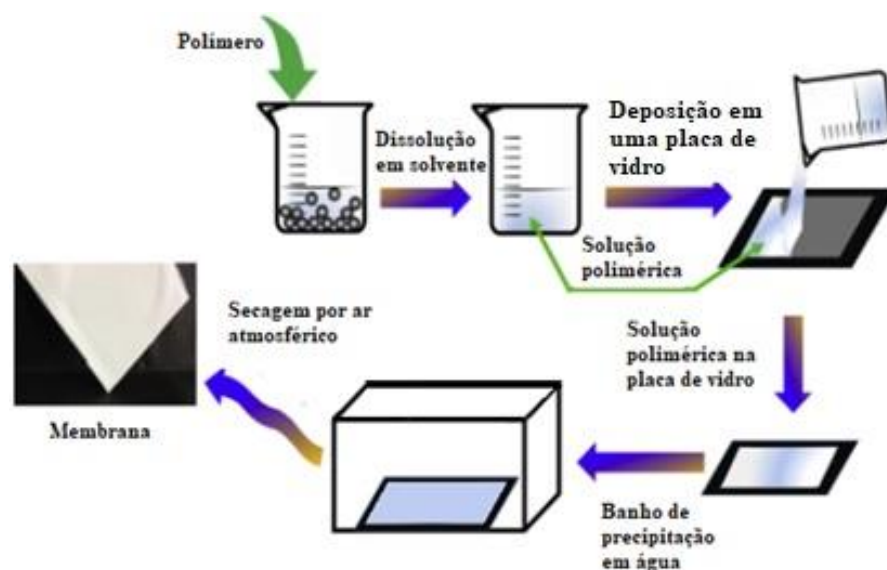 Polímero
Dissolução
em solvente
Deposição em
uma placa de
vidro
Solução
polimérica
Solução
polimérica na
placa de vidro
Banho de
precipitação
em água
Secagem por ar
atmosférico
Membrana